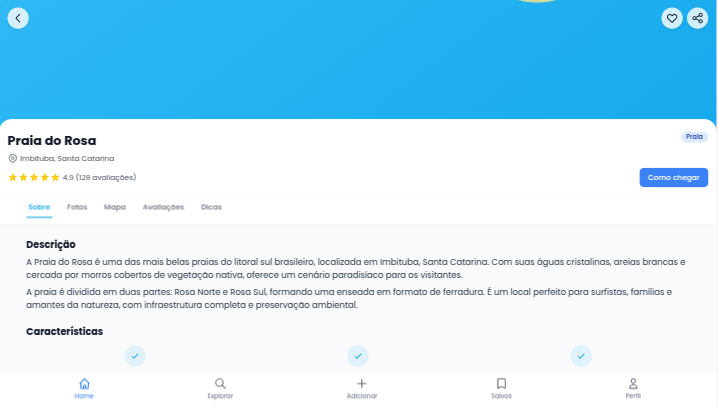 Praia do Rosa
Praia
Imbituba, Santa Catarina
4.9 (128 avaliações)
Como chegar
Sobre
Fotos
Mapa
Avaliações
Dicas
Descrição
A Praia do Rosa é uma das mais belas praias do litoral sul brasileiro, localizada em Imbituba, Santa Catarina. Com suas águas cristalinas, areias brancas e
cercada por morros cobertos de vegetação nativa, oferece um cenário paradisíaco para os visitantes.
A praia é dividida em duas partes: Rosa Norte e Rosa Sul, formando uma enseada em formato de ferradura. É um local perfeito para surfistas, famílias e
amantes da natureza, com infraestrutura completa e preservação ambiental.
Características
Home
Explorar
Adicionar
Salvos
Perfil